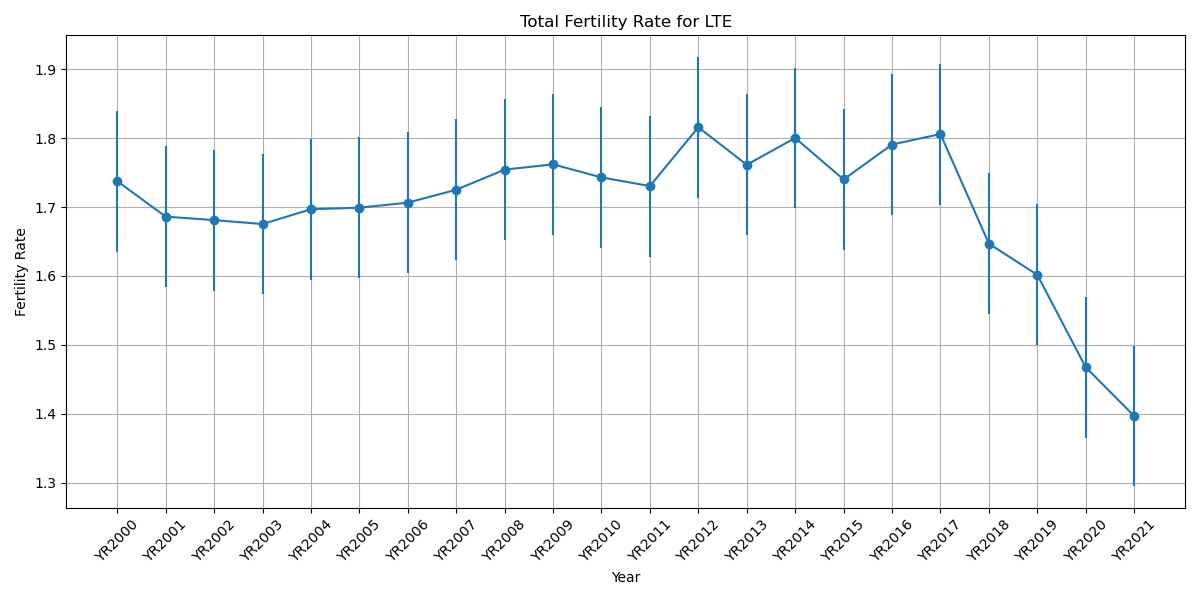 Total Fertility Rate for LTE
Fertility Rate
1.9
1.8
1.7
1.6
1.5
1.4
1.3
YR2000
YR2001
YR2002
YR2003
YR2004
YR2005
YR2006
YR2007
YR2008
YR2009
YR2010
YR2011
YR2012
YR2013
YR2014
YR2015
YR2016
YR2017
YR2018
YR2019
YR2020
YR2021
Year